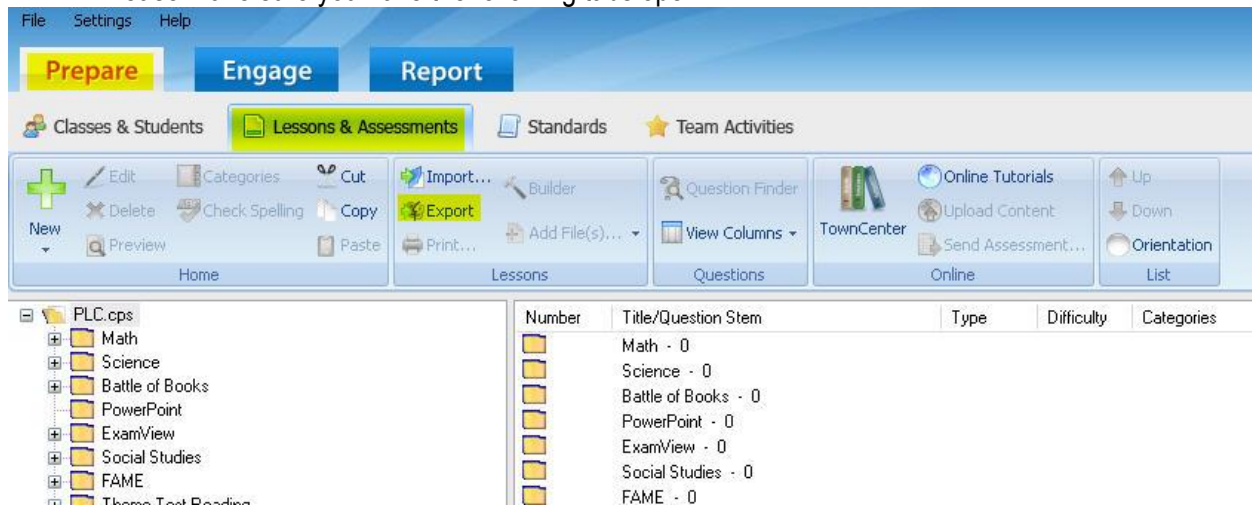 File Settings Help
Prepare Engage Report
Classes & Students Lessons & Assessments Standards Team Activities
Edit Categories Cut Import... Builder Question Finder Online Tutorials Up
Delete Check Spelling Copy Export Upload Content Down
New Preview Paste Print... Add File(s)... View Columns TownCenter Send Assessment... Orientation
Home Lessons Questions Online List
PLC.cps Number Title/Question Stem Type Difficulty Categories
Math Math - 0
Science Science - 0
Battle of Books Battle of Books - 0
PowerPoint PowerPoint - 0
ExamView ExamView - 0
Social Studies Social Studies - 0
FAME FAME - 0